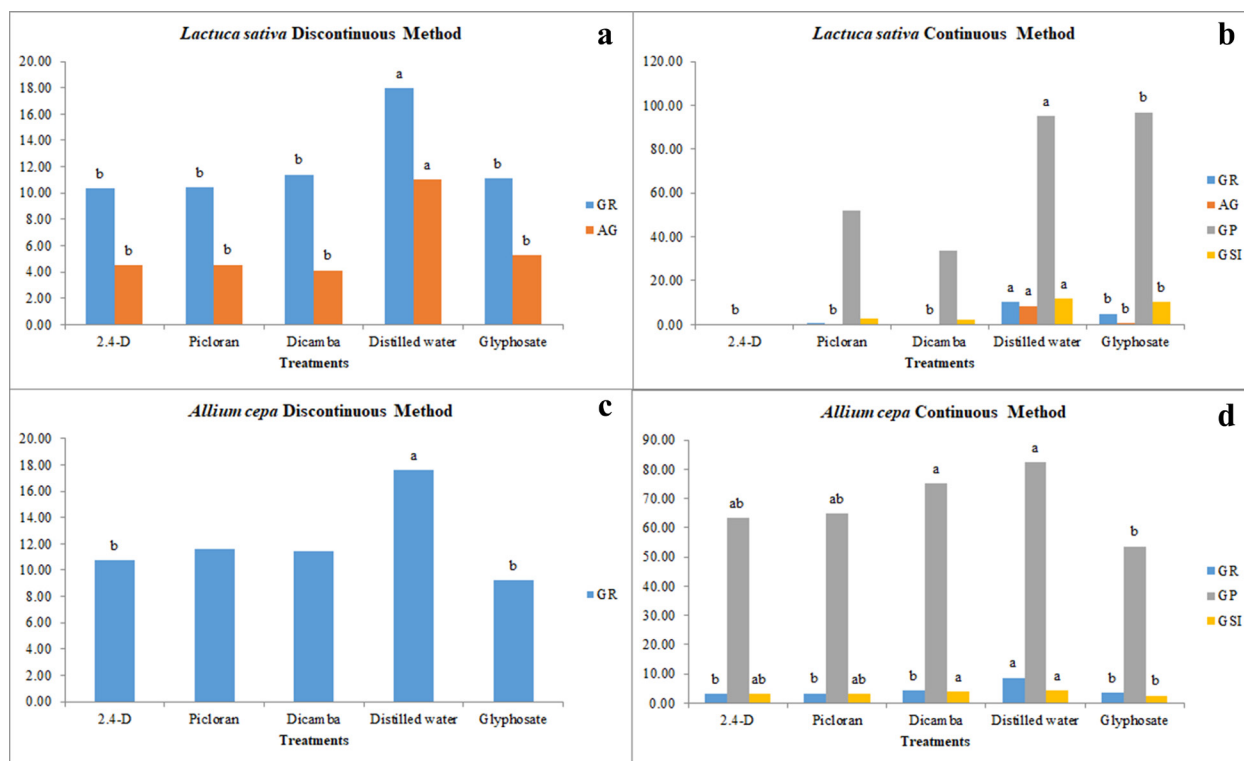 Lactuca sativa Discontinuous Method
a
20.00
18.00
16.00
14.00
12.00
10.00
8.00
6.00
4.00
2.00
0.00
b
b
b
b
b
b
a
a
b
b
2.4-D
Picloran
Dicamba
Distilled water
Glyphosate
Treatments
GR
AG
Lactuca sativa Continuous Method
b
120.00
100.00
80.00
60.00
40.00
20.00
0.00
b
b
b
a
a
a
a
b
b
b
b
2.4-D
Picloran
Dicamba
Distilled water
Glyphosate
Treatments
GR
AG
GP
GSI
Allium cepa Discontinuous Method
c
20.00
18.00
16.00
14.00
12.00
10.00
8.00
6.00
4.00
2.00
0.00
b
a
b
2.4-D
Picloran
Dicamba
Distilled water
Glyphosate
Treatments
GR
Allium cepa Continuous Method
d
90.00
80.00
70.00
60.00
50.00
40.00
30.00
20.00
10.00
0.00
b
ab
ab
b
ab
ab
b
a
a
a
a
a
b
b
b
2.4-D
Picloran
Dicamba
Distilled water
Glyphosate
Treatments
GR
GP
GSI